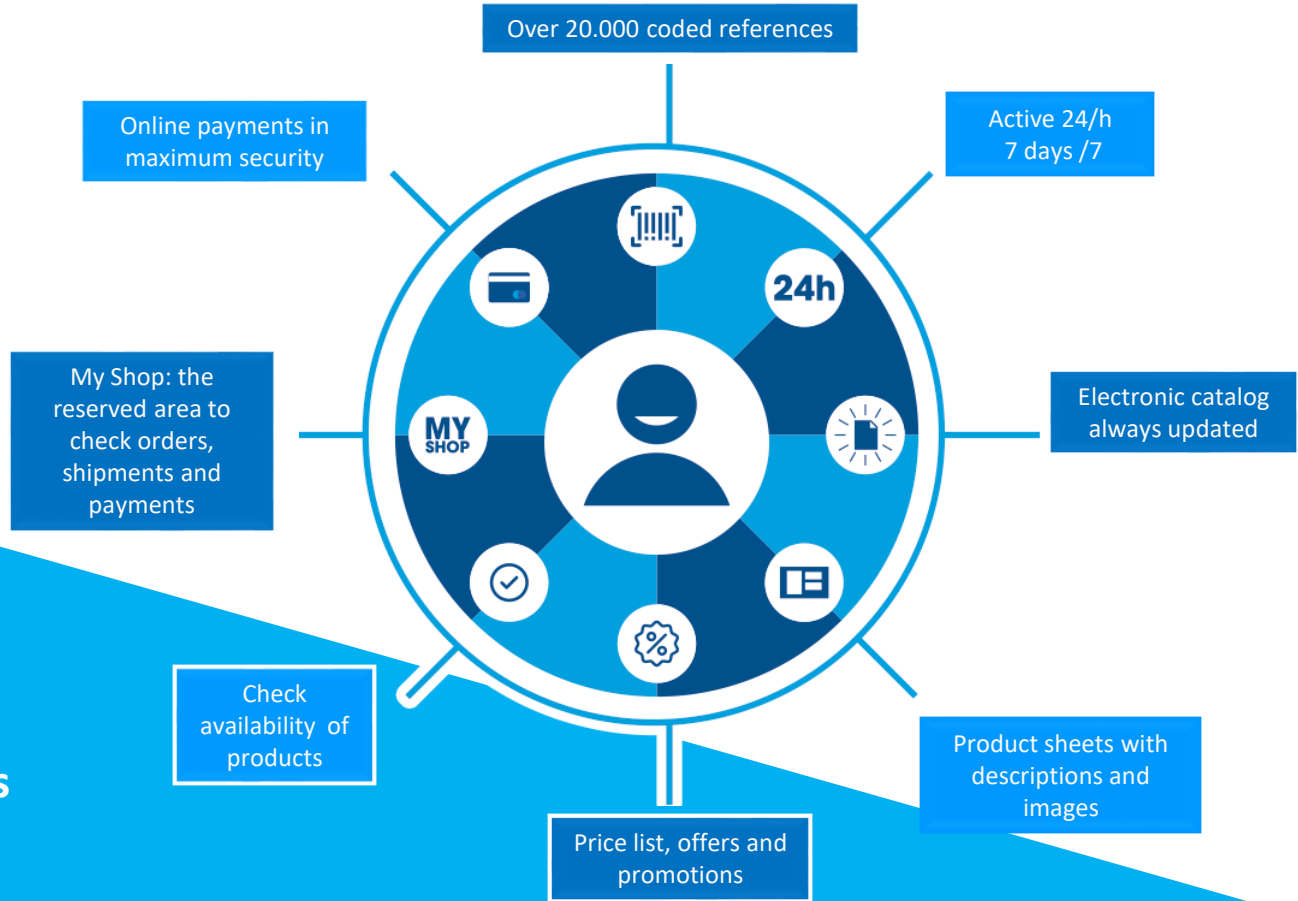 Over 20.000 coded references
Online payments in
maximum security
Active 24/h
7 days /7
24h
My Shop: the
reserved area to
check orders,
shipments and
payments
MY
SHOP
Electronic catalog
always updated
Check
availability of
products
%
Product sheets with
descriptions and
images
s
Price list, offers and
promotions